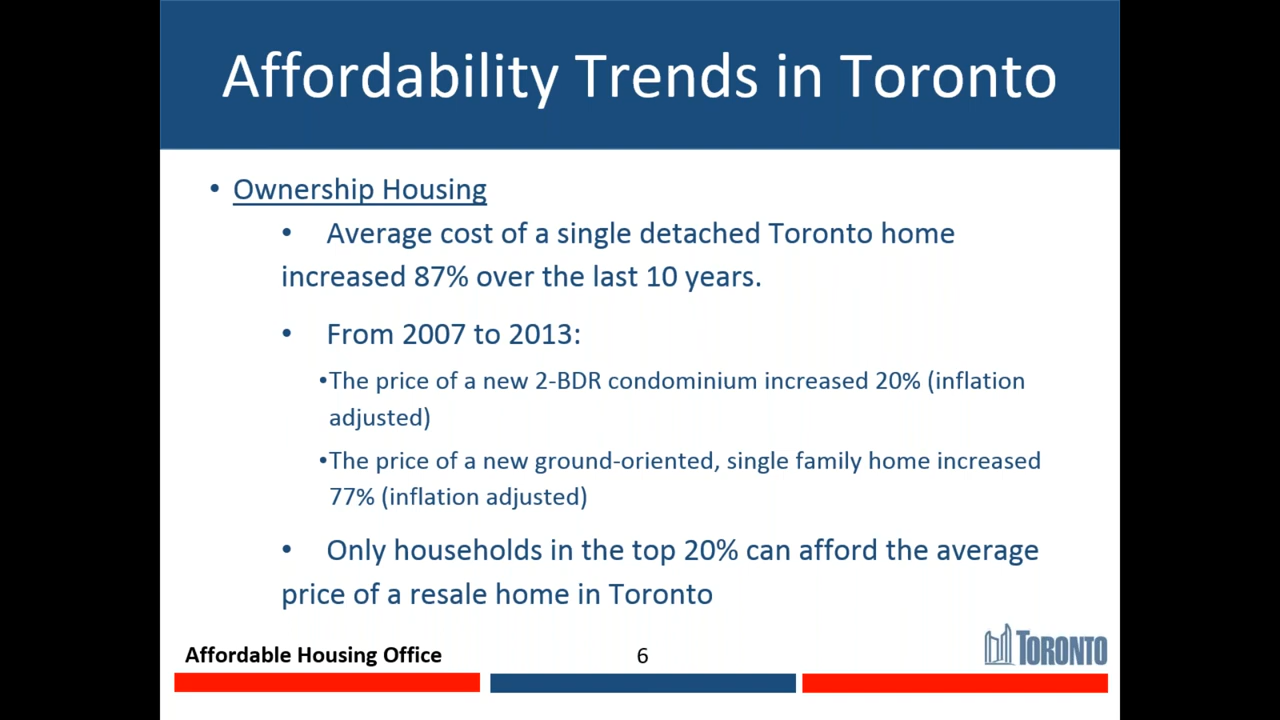 Affordability Trends in Toronto
• Ownership Housing
• Average cost of a single detached Toronto home
increased 87% over the last 10 years.
• From 2007 to 2013:
•The price of a new 2-BDR condominium increased 20% (inflation
adjusted)
•The price of a new ground-oriented, single family home increased
77% (inflation adjusted)
• Only households in the top 20% can afford the average
price of a resale home in Toronto
Affordable Housing Office
6
TORONTO